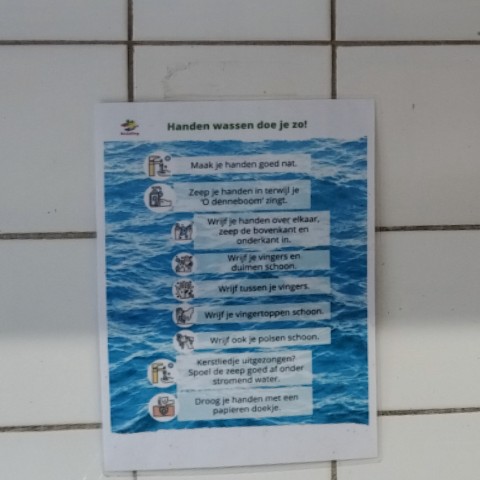 Handen wassen doe je zo!
Maak je handen goed nat.
Zeep je handen in terwijl je
'O denneboom' zingt.
Wrijf je handen over elkaar,
zeep de bovenkant en
onderkant in.
Wrijf je vingers en
duimen schoon.
Wrijf tussen je vingers.
Wrijf je vingertoppen schoon.
Wrijf ook je polsen schoon.
Kerstliedje uitgezongen?
Spoel de zeep goed af onder
stromend water.
Droog je handen met een
papieren doekje.